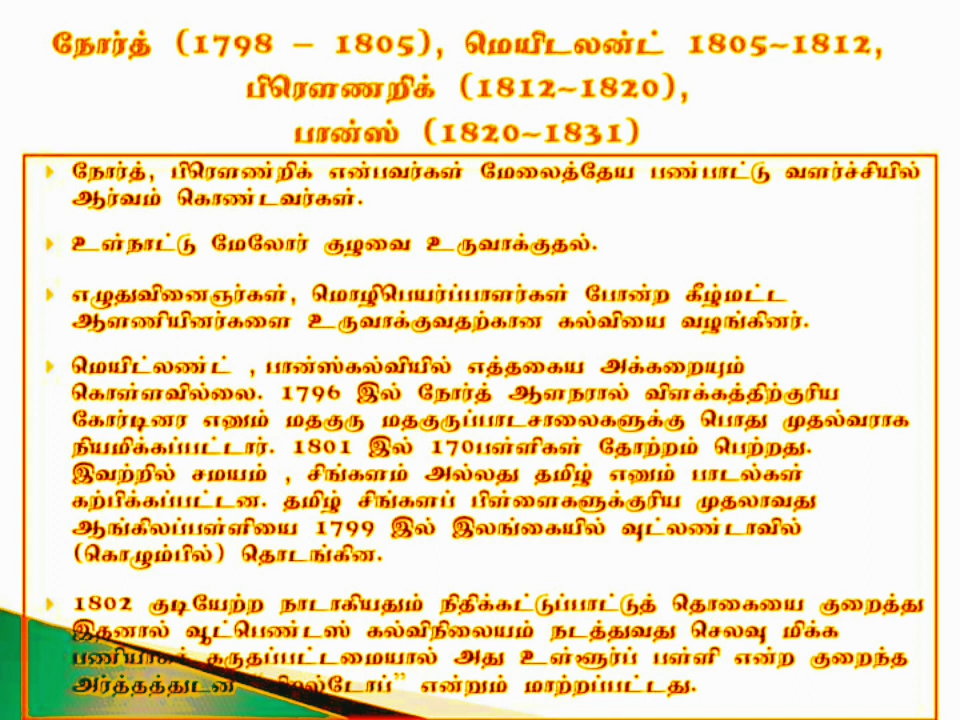 நோர்த் (1798 – 1805), மெயிடலன்ட் 1805~1812,
பிரௌணறிக் (1812~1820),
பான்ஸ் (1820~1831)
நோர்த், பிரௌண்றிக் என்பவர்கள் மேலைத்தேய பண்பாட்டு வளர்ச்சியில்
ஆர்வம் கொண்டவர்கள்.
உள்நாட்டு மேலோர் குழுவை உருவாக்குதல்.
எழுதுவினைஞர்கள், மொழிபெயர்ப்பாளர்கள் போன்ற கீழ்மட்ட
ஆளணியினர்களை உருவாக்குவதற்கான கல்வியை வழங்கினர்.
மெயிட்லண்ட் , பான்ஸ்கல்வியில் எத்தகைய அக்கறையும்
கொள்ளவில்லை. 1796 இல் நோர்த் ஆளநரால் விளக்கத்திற்குரிய
கோர்டினர எணும் மதகுரு மதகுருப்பாடசாலைகளுக்கு பொது முதல்வராக
நியமிக்கப்பட்டார். 1801 இல் 170பள்ளிகள் தோற்றம் பெற்றது.
இவற்றில் சமயம் , சிங்களம் அல்லது தமிழ் எணும் பாடல்கள்
கற்பிக்கப்பட்டன. தமிழ் சிங்களப் பிள்ளைகளுக்குரிய முதலாவது
ஆங்கிலப்பள்ளியை 1799 இல் இலங்கையில் வுட்லண்டாவில்
(கொழும்பில்) தொடங்கின.
1802 குடியேற்ற நாடாகியதும் நிதிக்கட்டுப்பாட்டுத் தொகையை குறைத்து
இதனால் வூட்பெண்டஸ் கல்விநிலையம் நடத்துவது செலவு மிக்க
பணியாகக் கருதப்பட்டமையால் அது உள்ளூர்ப் பள்ளி என்ற குறைந்த
அர்த்தத்துடன் என்றும் மாற்றப்பட்டது.